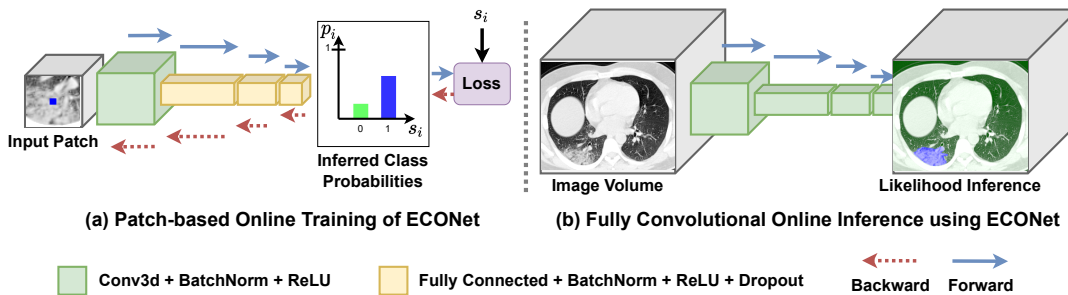 Input Patch
p_i
1
0 1
s_i
Inferred Class
Probabilities
s_i
Loss
Image Volume
Likelihood Inference
(a) Patch-based Online Training of ECONet
(b) Fully Convolutional Online Inference using ECONet
Conv3d + BatchNorm + ReLU
Fully Connected + BatchNorm + ReLU + Dropout
Backward
Forward